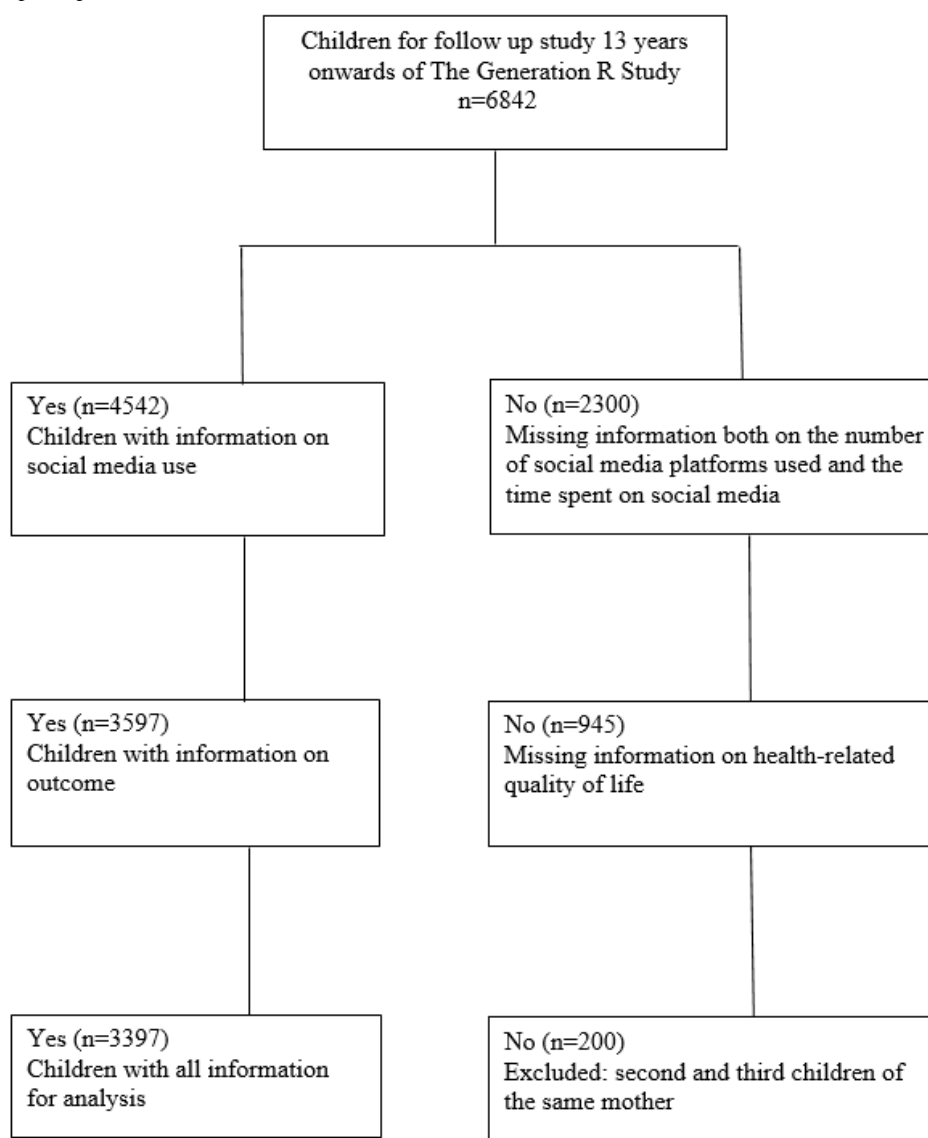 Children for follow up study 13 years
onwards of The Generation R Study
n=6842
Yes (n=4542)
Children with information on
social media use
No (n=2300)
Missing information both on the number
of social media platforms used and the
time spent on social media
Yes (n=3597)
Children with information on
outcome
No (n=945)
Missing information on health-related
quality of life
Yes (n=3397)
Children with all information
for analysis
No (n=200)
Excluded: second and third children of
the same mother